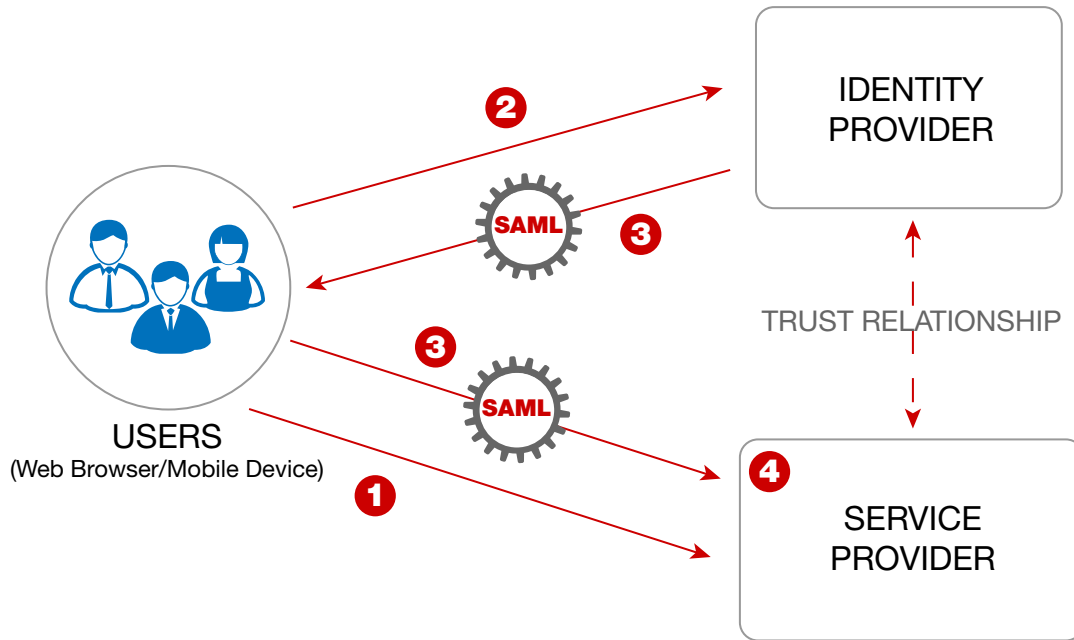 2
IDENTITY
PROVIDER
SAML
3
TRUST RELATIONSHIP
3
SAML
USERS
(Web Browser/Mobile Device)
1
4
SERVICE
PROVIDER